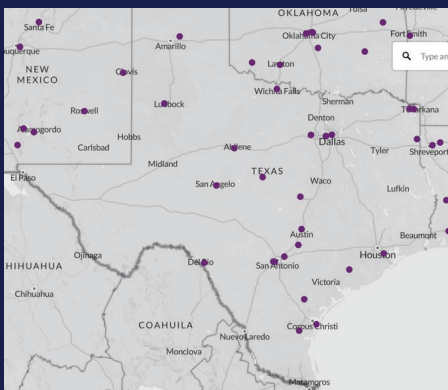 OKLAHOMA
Tulsa
Fayetteville
Santa Fe
Oklahoma City
Fort Smith
Amarillo
uquerque
Type an
NEW
MEXICO
Clovis
Lawton
Wichita Falls
Sherman
Roswell
Lubbock
Texarkana
Denton
Alamogordo
Hobbs
Abilene
Dallas
Carlsbad
Midland
Tyler
Shreveport
El Paso
San Angelo
TEXAS
Waco
Lufkin
Austin
Beaumont
Ojinaga
Del Rio
San Antonio
Houston
HIHUAHUA
Victoria
Chihuahua
COAHUILA
Nuevo Laredo
Corpus Christi
Monclova
Matamoros